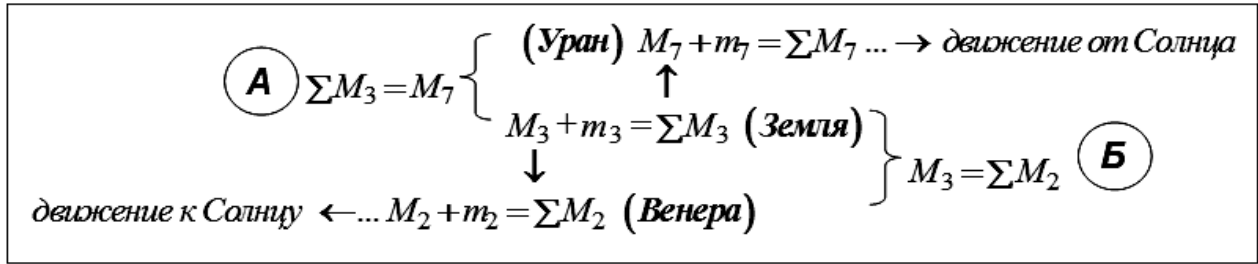 (Уран) M₇ + m₇ = ∑M₇ ... → движение от Солнца
А ∑M₃ = M₇ { ↑
M₃ + m₃ = ∑M₃ (Земля)
↓ } M₃ = ∑M₂ Б
движение к Солнцу ←... M₂ + m₂ = ∑M₂ (Венера)